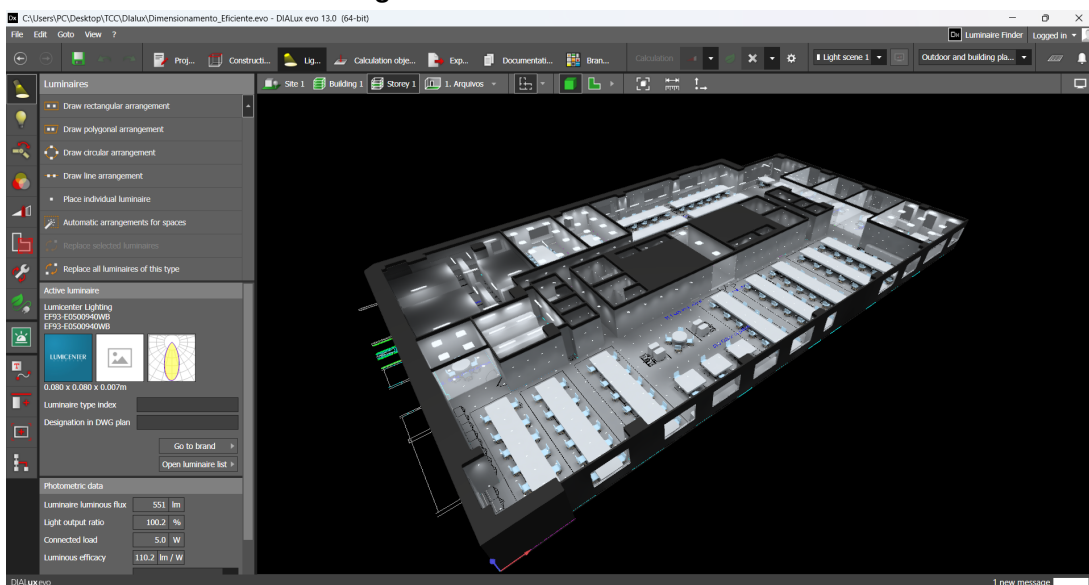 C:\Users\PC\Desktop\TCC\DIalux\Dimensionamento_Eficiente.evo - DIALux evo 13.0 (64-bit)
File Edit Goto View ?
Luminaire Finder Logged in
Proj... Constructi... Lig... Calculation obje... Exp... Documentati... Bran... Calculation Light scene 1 Outdoor and building pla...
Luminaires
Site 1 Building 1 Storey 1 1. Arquivos
Draw rectangular arrangement
Draw polygonal arrangement
Draw circular arrangement
Draw line arrangement
Place individual luminaire
Automatic arrangements for spaces
Replace selected luminaires
Replace all luminaires of this type
Active luminaire
Lumicenter Lighting
EF93-E0500940WB
EF93-E0500940WB
LUMICENTER
0.080 x 0.080 x 0.007m
Luminaire type index
Designation in DWG plan
Go to brand
Open luminaire list
Photometric data
Luminaire luminous flux 551 lm
Light output ratio 100.2 %
Connected load 5.0 W
Luminous efficacy 110.2 lm / W
DIALux evo
1 new message